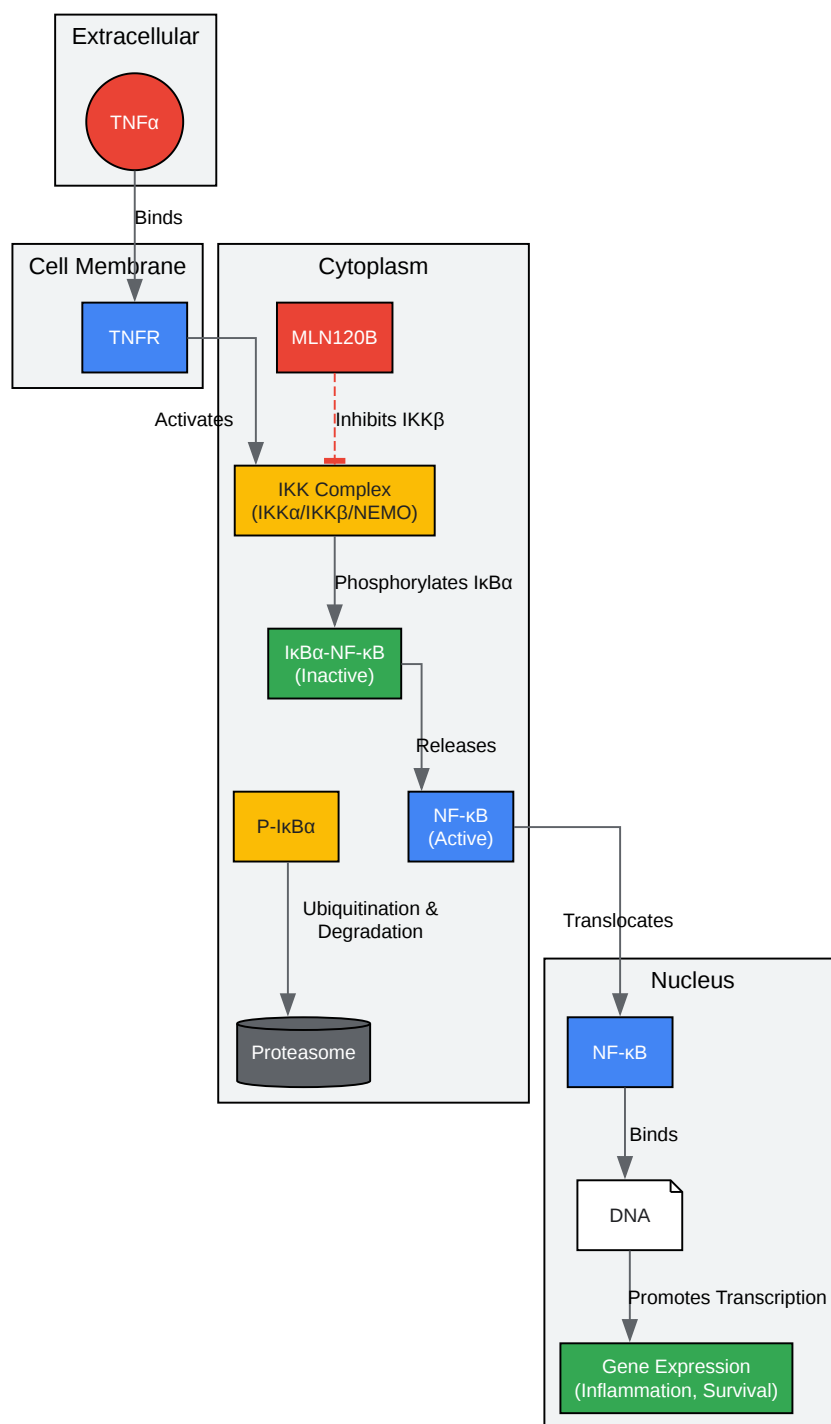 Extracellular
TNFα
Binds
Cell Membrane
Cytoplasm
TNFR
MLN120B
Activates
Inhibits IKKβ
IKK Complex
(IKKα/IKKβ/NEMO)
Phosphorylates IκBα
IκBα-NF-κB
(Inactive)
Releases
P-IκBα
NF-κB
(Active)
Ubiquitination &
Degradation
Translocates
Nucleus
Proteasome
NF-κB
Binds
DNA
Promotes Transcription
Gene Expression
(Inflammation, Survival)